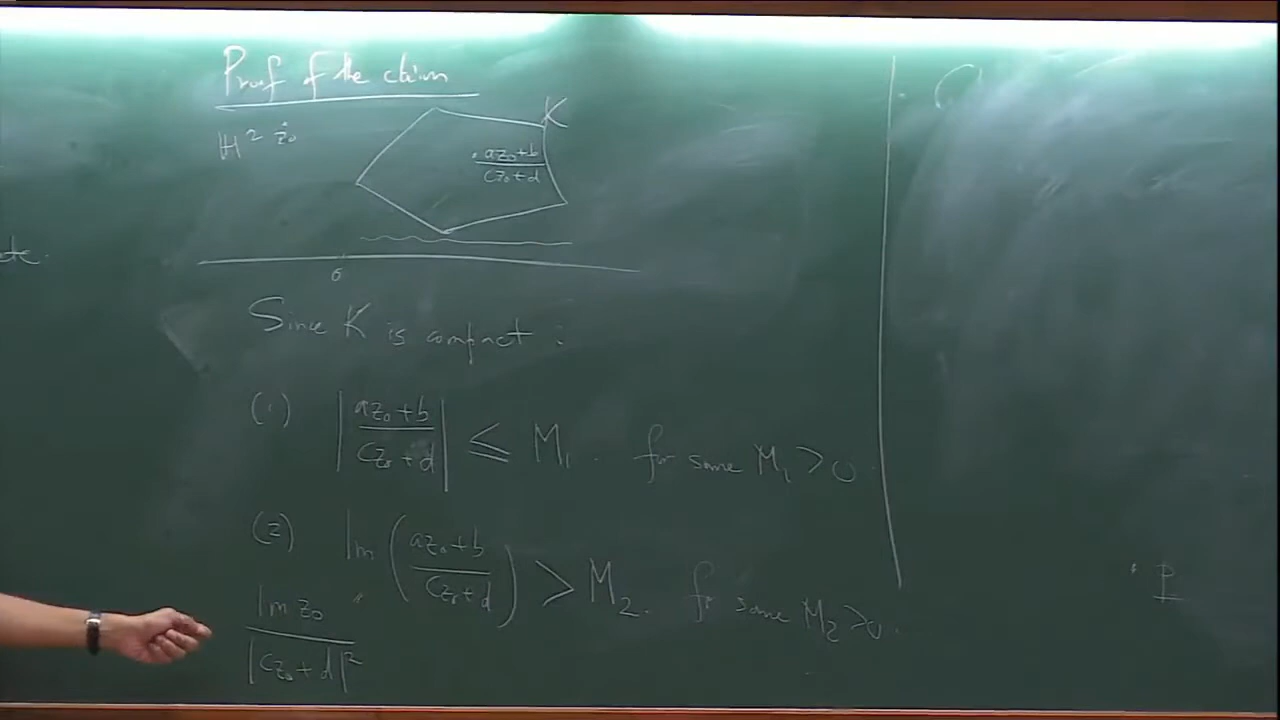 Proof of the claim
ℍ² z₀
K
(az₀+b)/(cz₀+d)
0
Since K is compact :
(1) |(az₀+b)/(cz₀+d)| ≤ M₁. for some M₁ > 0.
(2) Im((az₀+b)/(cz₀+d)) > M₂. for some M₂ > 0.
Im z₀/|cz₀+d|²